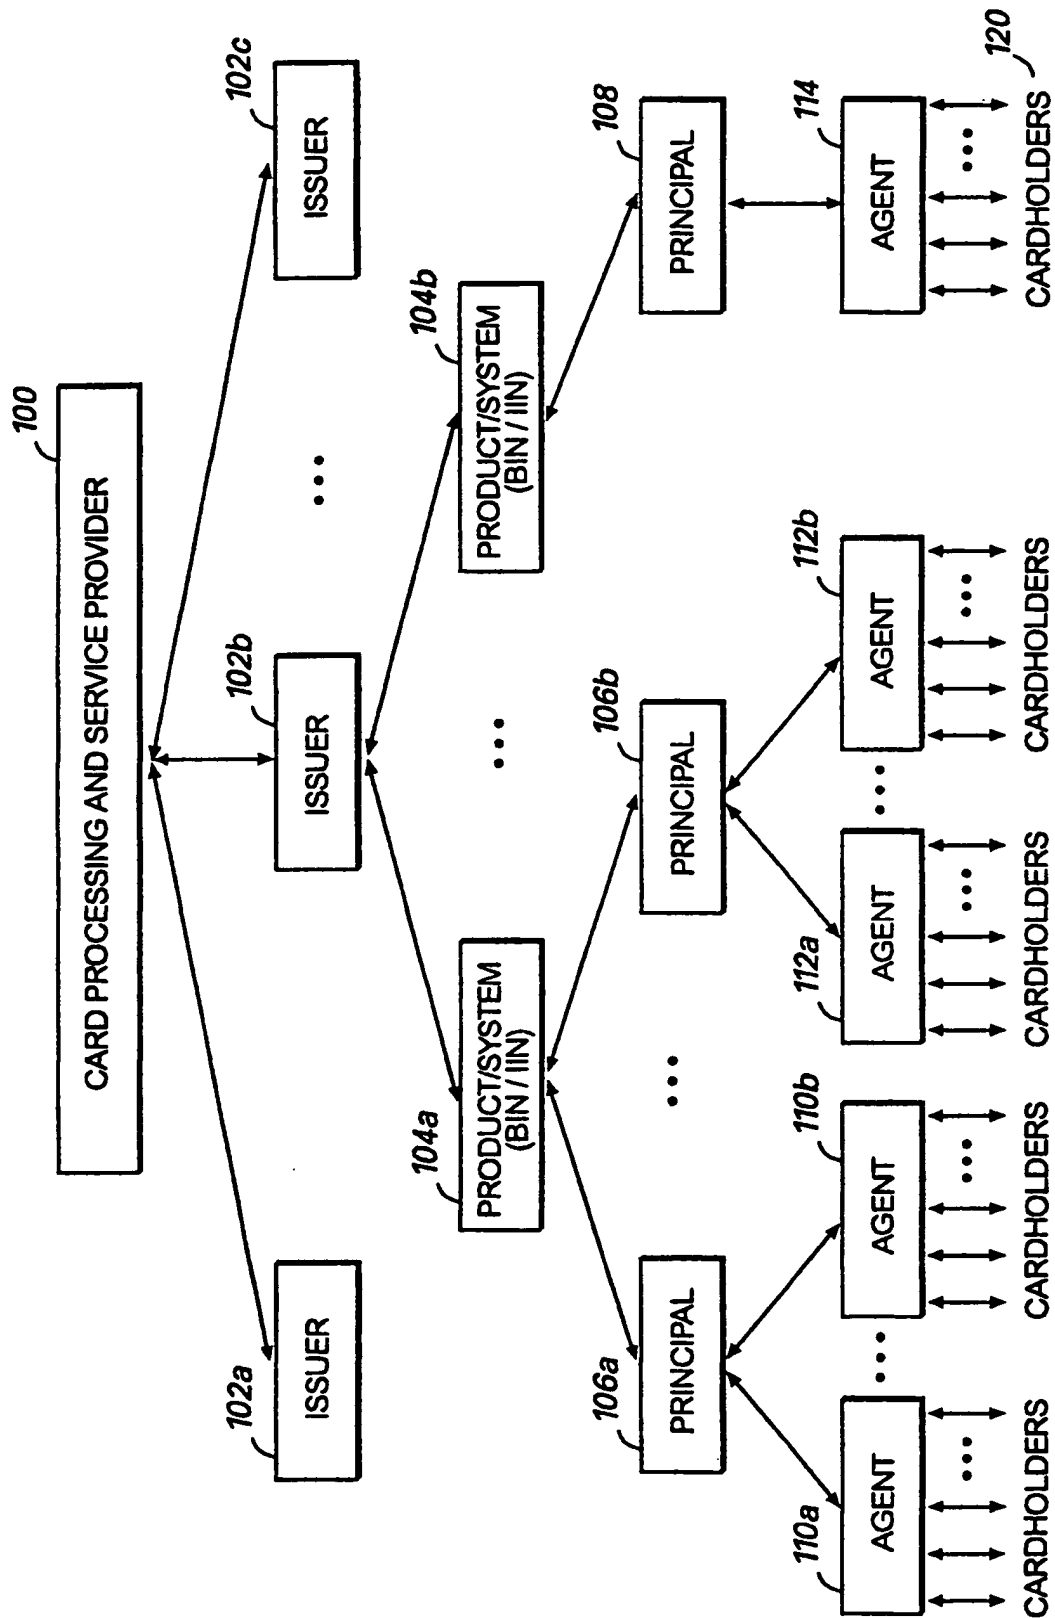 100
CARD PROCESSING AND SERVICE PROVIDER
102a
ISSUER
102b
ISSUER
102c
ISSUER
104a
PRODUCT/SYSTEM
(BIN / IIN)
104b
PRODUCT/SYSTEM
(BIN / IIN)
106a
PRINCIPAL
106b
PRINCIPAL
108
PRINCIPAL
110a
AGENT
110b
AGENT
112a
AGENT
112b
AGENT
114
AGENT
CARDHOLDERS
CARDHOLDERS
CARDHOLDERS
CARDHOLDERS
CARDHOLDERS
120